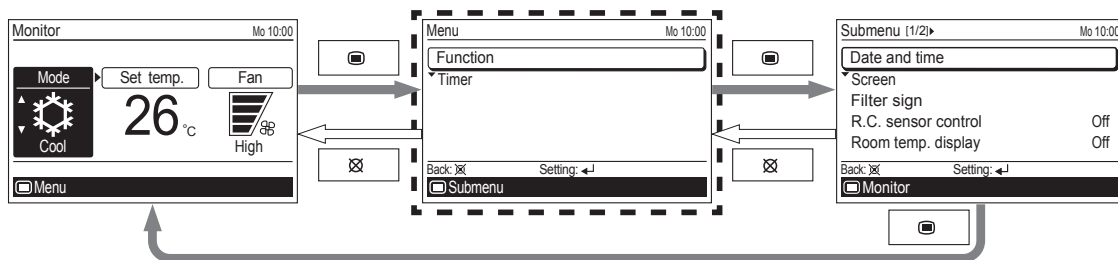 Monitor Mo 10:00
Mode Set temp. Fan
26 °C
Cool High
Menu
Menu Mo 10:00
Function
Timer
Back: Setting:
Submenu
Submenu [1/2] Mo 10:00
Date and time
Screen
Filter sign
R.C. sensor control Off
Room temp. display Off
Back: Setting:
Monitor